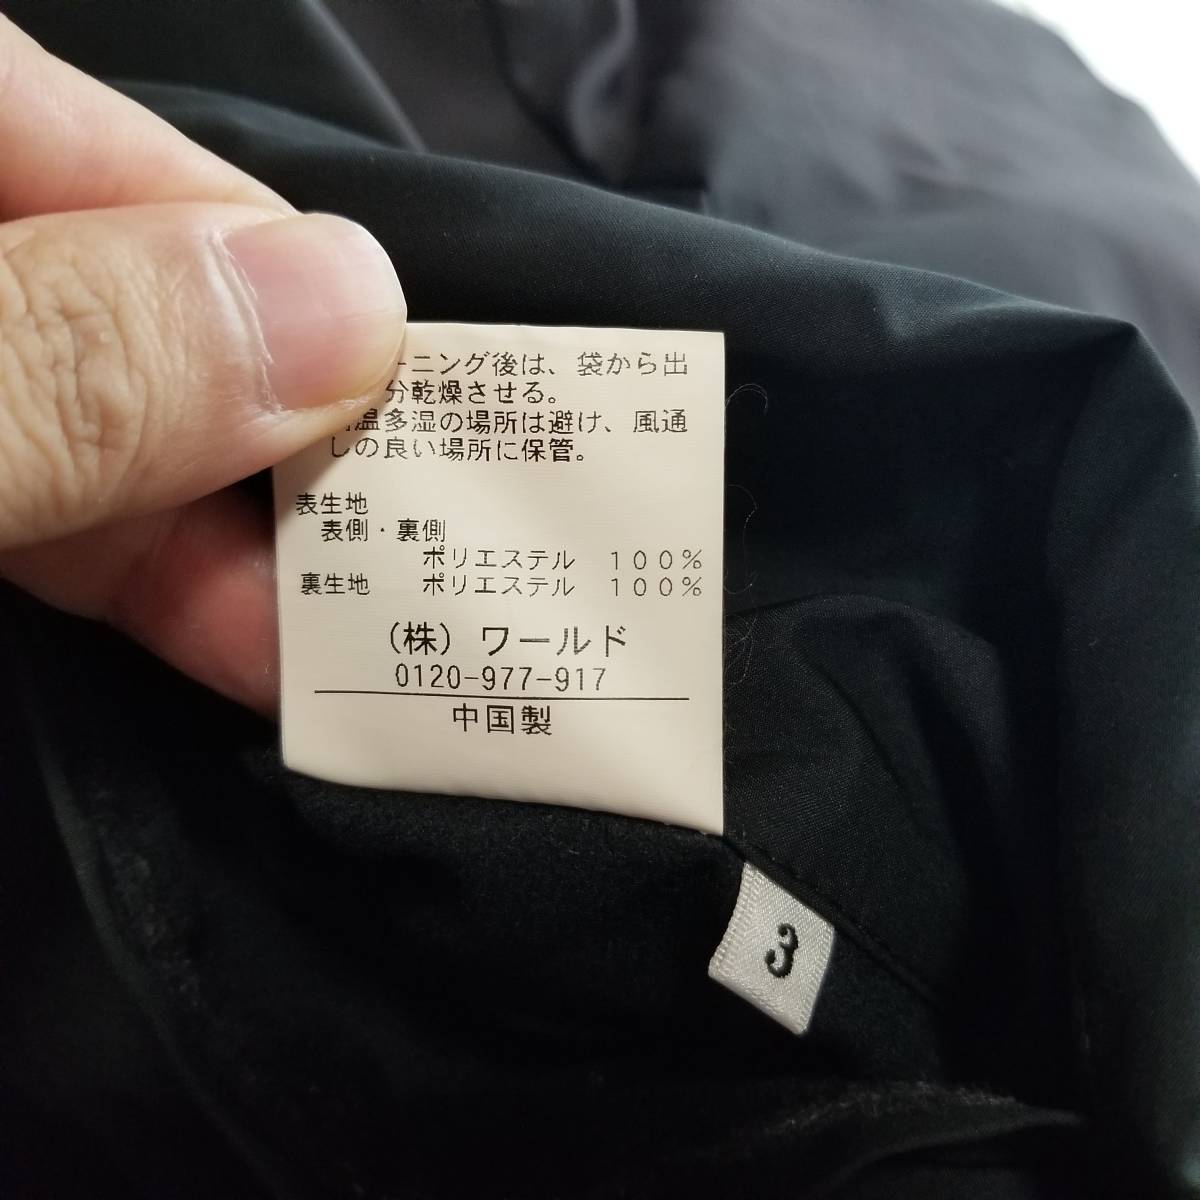 ーニング後は、袋から出
分乾燥させる。
温多湿の場所は避け、風通
しの良い場所に保管。
表生地
表側・裏側
ポリエステル 100%
裏生地 ポリエステル 100%
(株)ワールド
0120-977-917
中国製
3